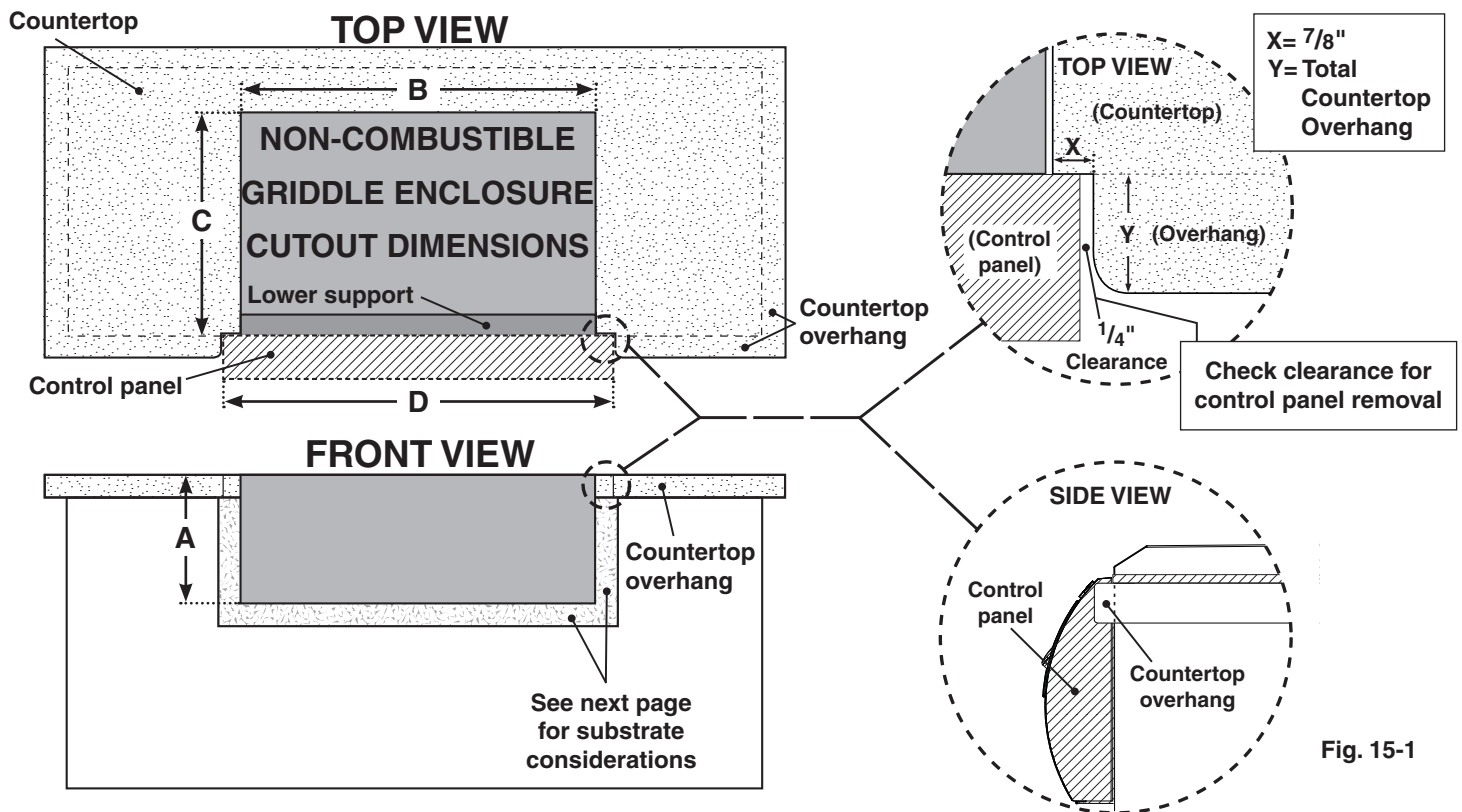 Countertop
TOP VIEW
B
NON-COMBUSTIBLE
GRIDDLE ENCLOSURE
CUTOUT DIMENSIONS
C
Lower support
Countertop
overhang
Control panel
D
TOP VIEW
(Countertop)
X
(Control
panel)
Y (Overhang)
1/4"
Clearance
X= 7/8"
Y= Total
Countertop
Overhang
Check clearance for
control panel removal
FRONT VIEW
A
Countertop
overhang
See next page
for substrate
considerations
SIDE VIEW
Control
panel
Countertop
overhang
Fig. 15-1